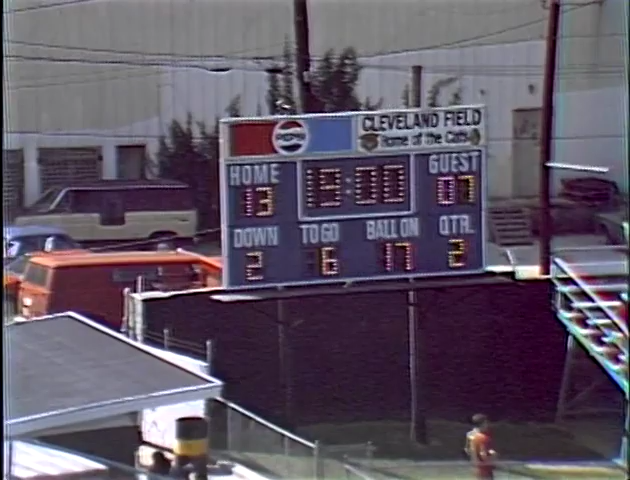 PEPSI
CLEVELAND FIELD
Home of the Cats
HOME GUEST
13 19:00 07
DOWN TO GO BALL ON QTR.
2 6 17 2